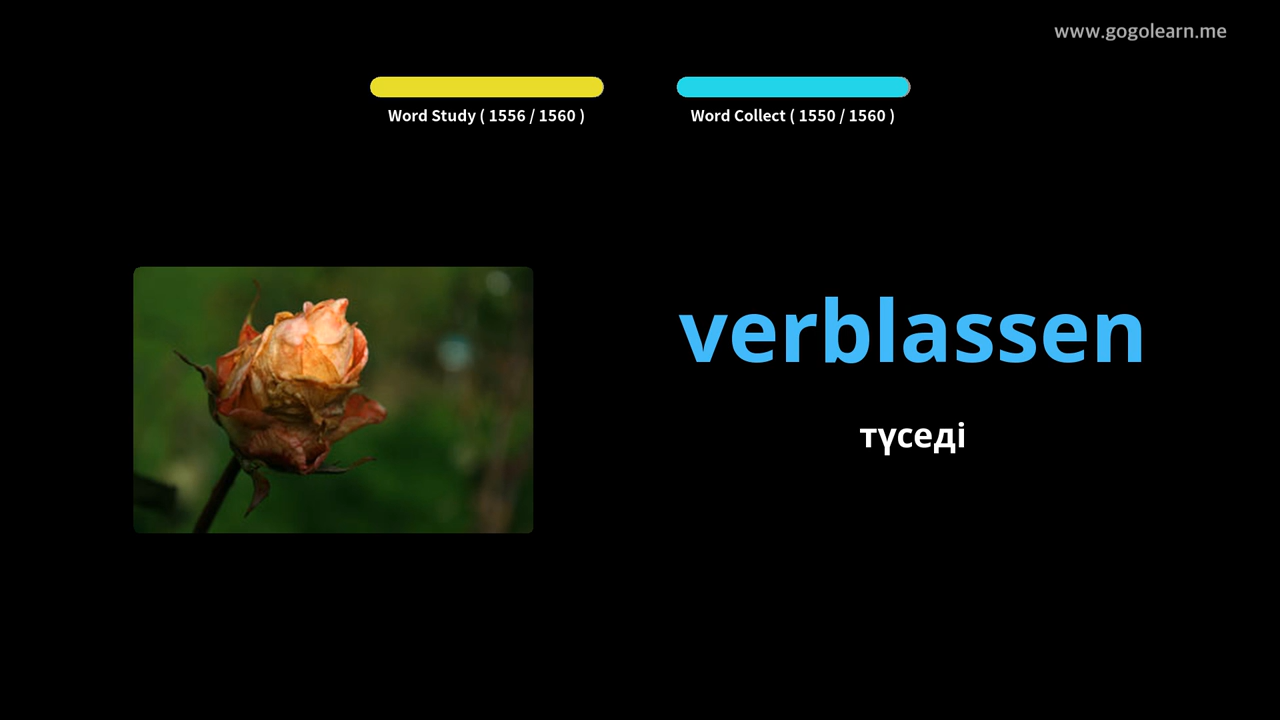 www.gogolearn.me
Word Study ( 1556 / 1560 )
Word Collect ( 1550 / 1560 )
verblassen
түседі